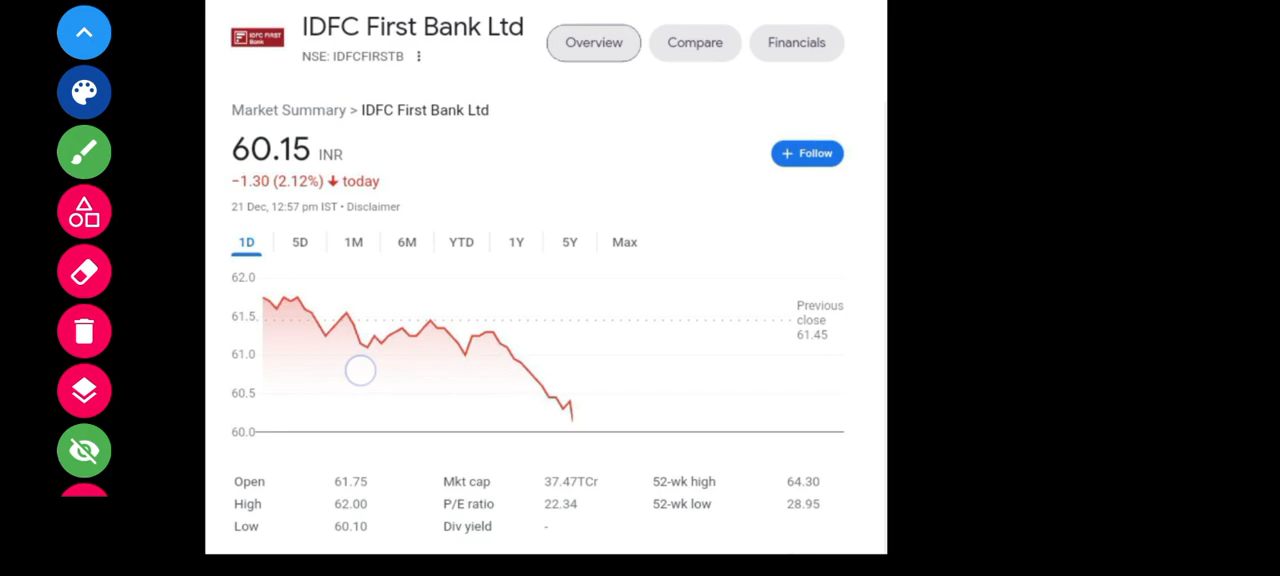 IDFC First Bank Ltd
IDFC FIRST
Bank
NSE: IDFCFIRSTB
Overview
Compare
Financials
Market Summary > IDFC First Bank Ltd
60.15 INR
+ Follow
−1.30 (2.12%) ↓ today
21 Dec, 12:57 pm IST • Disclaimer
1D 5D 1M 6M YTD 1Y 5Y Max
62.0
61.5
61.0
60.5
60.0
Previous
close
61.45
Open 61.75 Mkt cap 37.47TCr 52-wk high 64.30
High 62.00 P/E ratio 22.34 52-wk low 28.95
Low 60.10 Div yield -